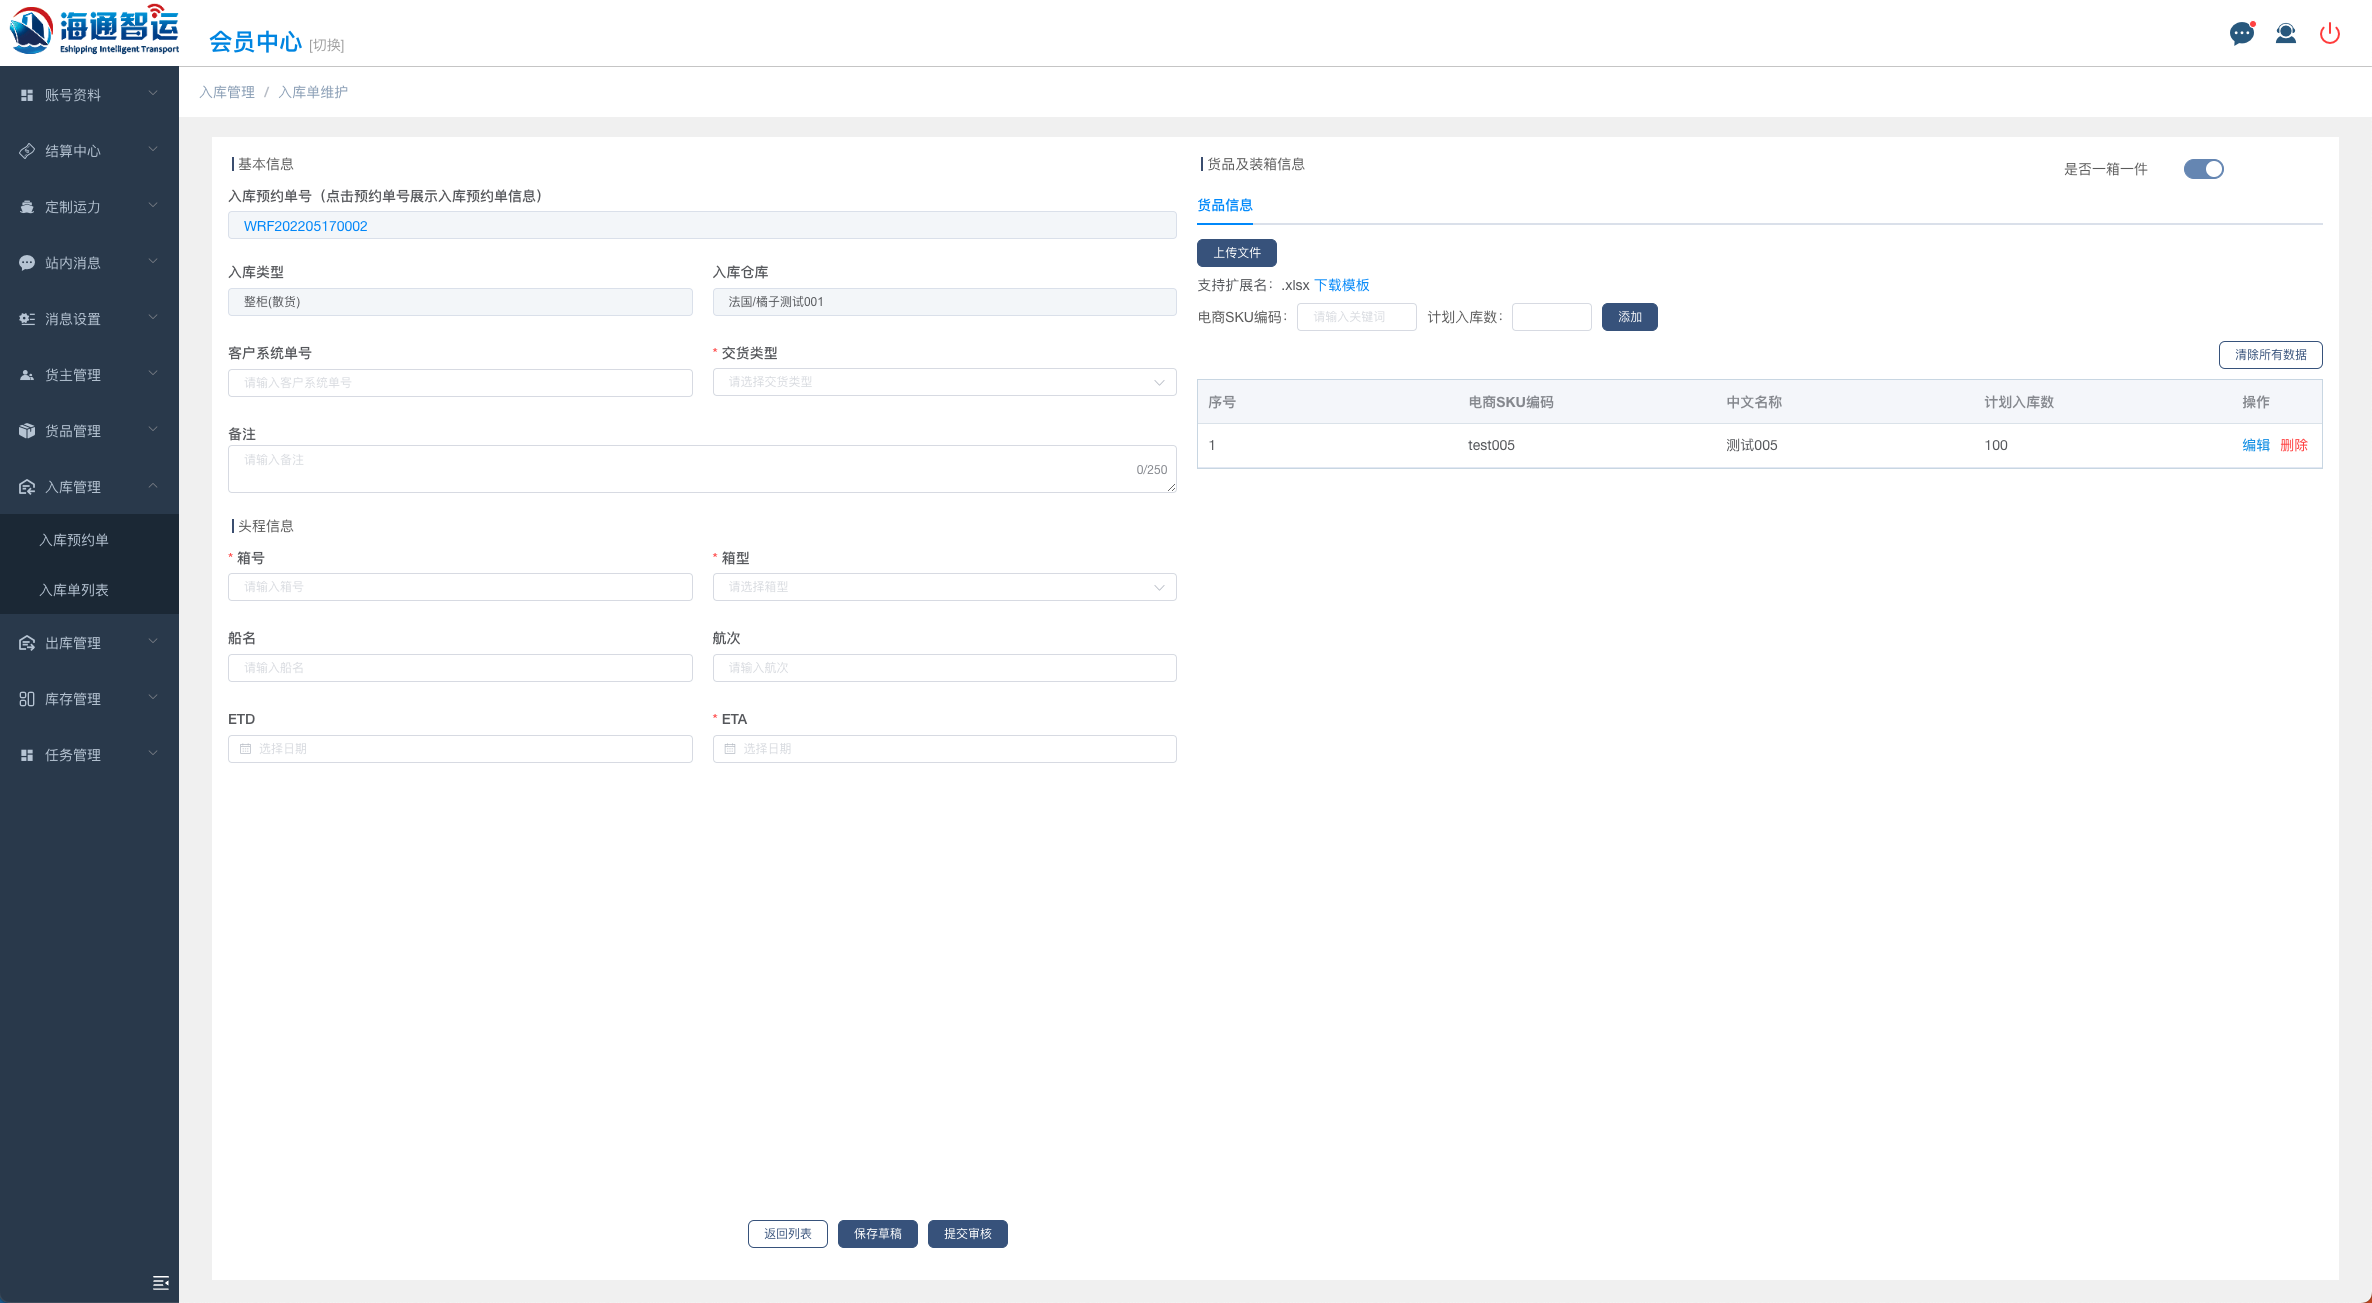 海通智运
Eshipping Intelligent Transport
会员中心 [切换]
账号资料
结算中心
定制运力
站内消息
消息设置
货主管理
货品管理
入库管理
入库预约单
入库单列表
出库管理
库存管理
任务管理
入库管理 / 入库单维护
基本信息
入库预约单号（点击预约单号展示入库预约单信息）
WRF202205170002
入库类型 入库仓库
整柜(散货) 法国/橘子测试001
客户系统单号 * 交货类型
请输入客户系统单号 请选择交货类型
备注
请输入备注
0/250
头程信息
* 箱号 * 箱型
请输入箱号 请选择箱型
船名 航次
请输入船名 请输入航次
ETD * ETA
选择日期 选择日期
货品及装箱信息 是否一箱一件
货品信息
上传文件
支持扩展名：.xlsx 下载模板
电商SKU编码： 请输入关键词 计划入库数： 添加
清除所有数据
序号 电商SKU编码 中文名称 计划入库数 操作
1 test005 测试005 100 编辑 删除
返回列表 保存草稿 提交审核